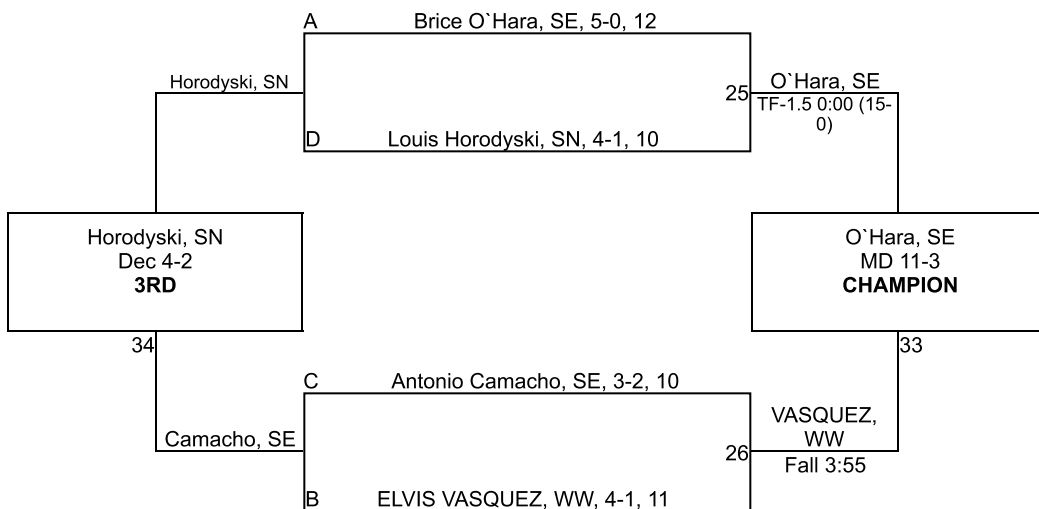 A
Brice O`Hara, SE, 5-0, 12
Horodyski, SN
25
O`Hara, SE
TF-1.5 0:00 (15-
0)
D
Louis Horodyski, SN, 4-1, 10
Horodyski, SN
Dec 4-2
3RD
O`Hara, SE
MD 11-3
CHAMPION
34
33
C
Antonio Camacho, SE, 3-2, 10
Camacho, SE
26
VASQUEZ,
WW
Fall 3:55
B
ELVIS VASQUEZ, WW, 4-1, 11